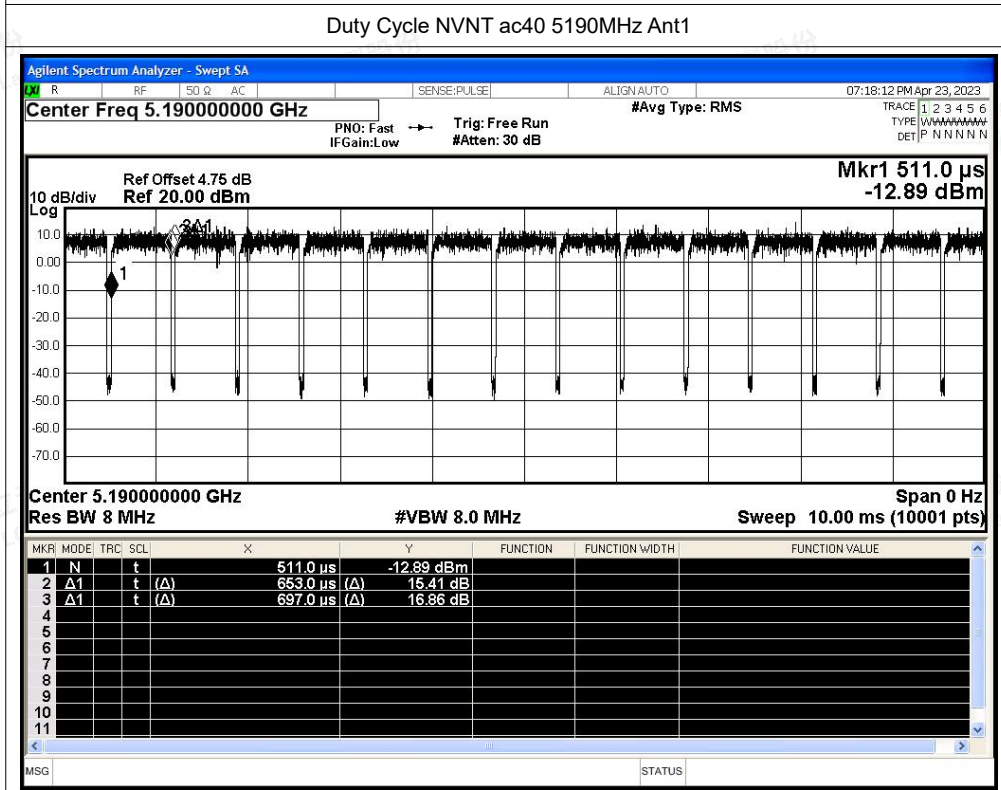 Duty Cycle NVNT ac40 5190MHz Ant1
Agilent Spectrum Analyzer - Swept SA
LXI R RF 50 Ω AC SENSE:PULSE ALIGN AUTO 07:18:12 PM Apr 23, 2023
Center Freq 5.190000000 GHz #Avg Type: RMS TRACE 1 2 3 4 5 6
PNO: Fast Trig: Free Run TYPE
IFGain:Low #Atten: 30 dB DET P N N N N N
Mkr1 511.0 µs
Ref Offset 4.75 dB
10 dB/div Ref 20.00 dBm -12.89 dBm
Log
10.0
0.00
1
-10.0
-20.0
-30.0
-40.0
-50.0
-60.0
-70.0
Center 5.190000000 GHz Span 0 Hz
Res BW 8 MHz #VBW 8.0 MHz Sweep 10.00 ms (10001 pts)
MKR MODE TRC SCL X Y FUNCTION FUNCTION WIDTH FUNCTION VALUE
1 N t 511.0 µs -12.89 dBm
2 Δ1 t (Δ) 653.0 µs (Δ) 15.41 dB
3 Δ1 t (Δ) 697.0 µs (Δ) 16.86 dB
4
5
6
7
8
9
10
11
MSG STATUS